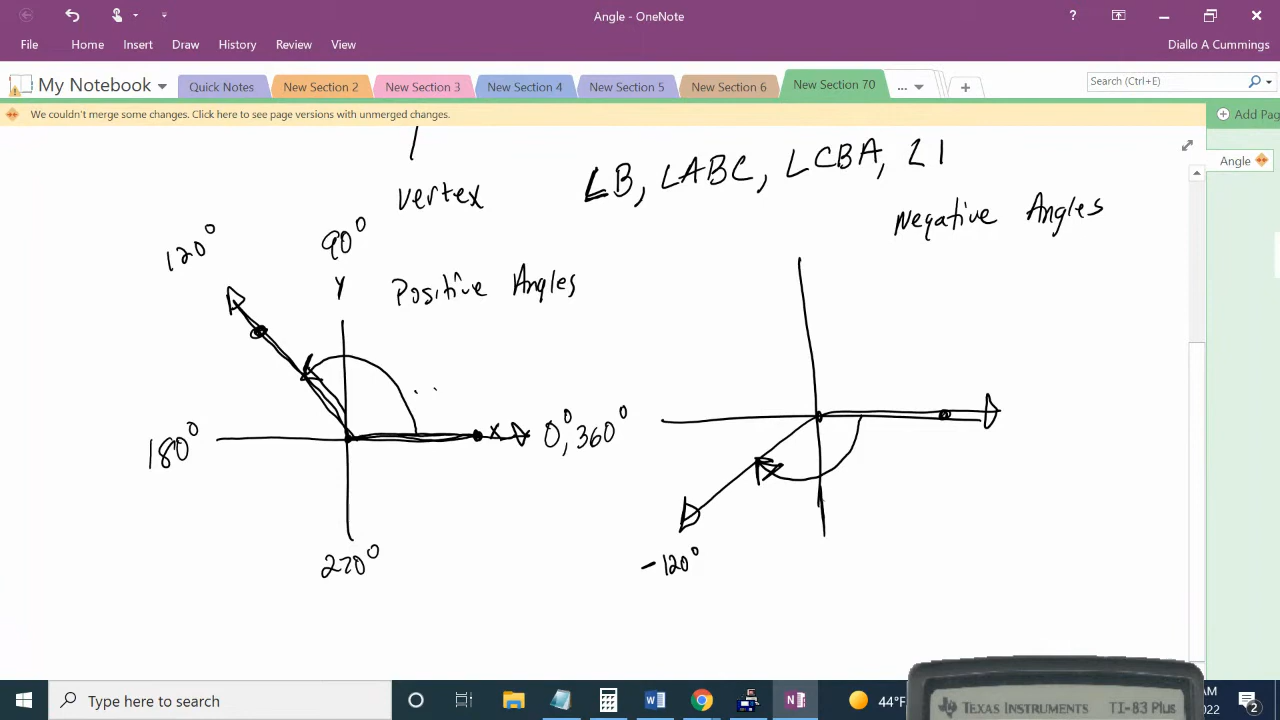 Angle - OneNote
?
File Home Insert Draw History Review View
Diallo A Cummings
My Notebook
Quick Notes New Section 2 New Section 3 New Section 4 New Section 5 New Section 6 New Section 70 ...
Search (Ctrl+E)
We couldn't merge some changes. Click here to see page versions with unmerged changes.
Add Pag
Angle
Vertex
∠B, ∠ABC, ∠CBA, ∠1
Negative Angles
120°
90°
Y
Positive Angles
180°
X
0°, 360°
270°
-120°
Type here to search
44°F
AM
2022
2
TEXAS INSTRUMENTS TI-83 Plus